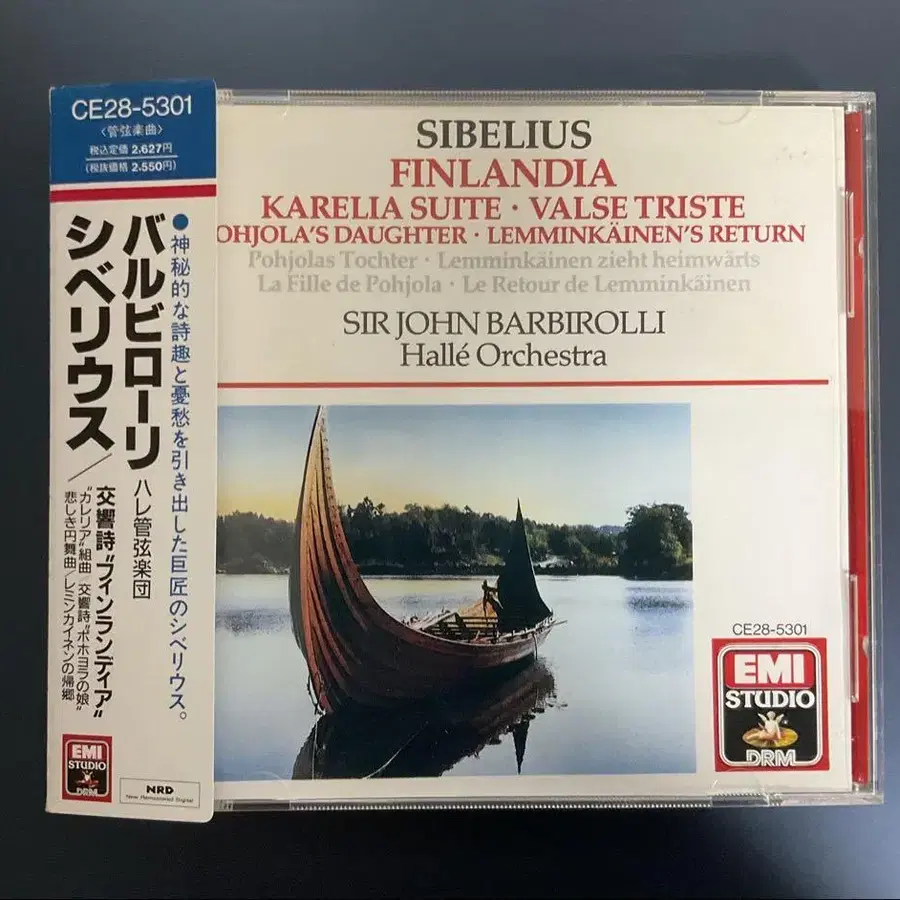 CE28-5301
〈管弦楽曲〉
税込定価 2.627円
(税抜価格 2.550円)
●神秘的な詩趣と憂愁を引き出した巨匠のシベリウス。
バルビローリ ハレ管弦楽団
シベリウス/交響詩“フィンランディア”
“カレリア”組曲/交響詩“ポホヨラの娘”
悲しき円舞曲/レミンカイネンの帰郷
EMI
STUDIO
DRM
NRD
New Remastered Digital
SIBELIUS
FINLANDIA
KARELIA SUITE · VALSE TRISTE
OHJOLA'S DAUGHTER · LEMMINKÄINEN'S RETURN
Pohjolas Tochter · Lemminkäinen zieht heimwärts
La Fille de Pohjola · Le Retour de Lemminkäinen
SIR JOHN BARBIROLLI
Hallé Orchestra
CE28-5301
EMI
STUDIO
DRM